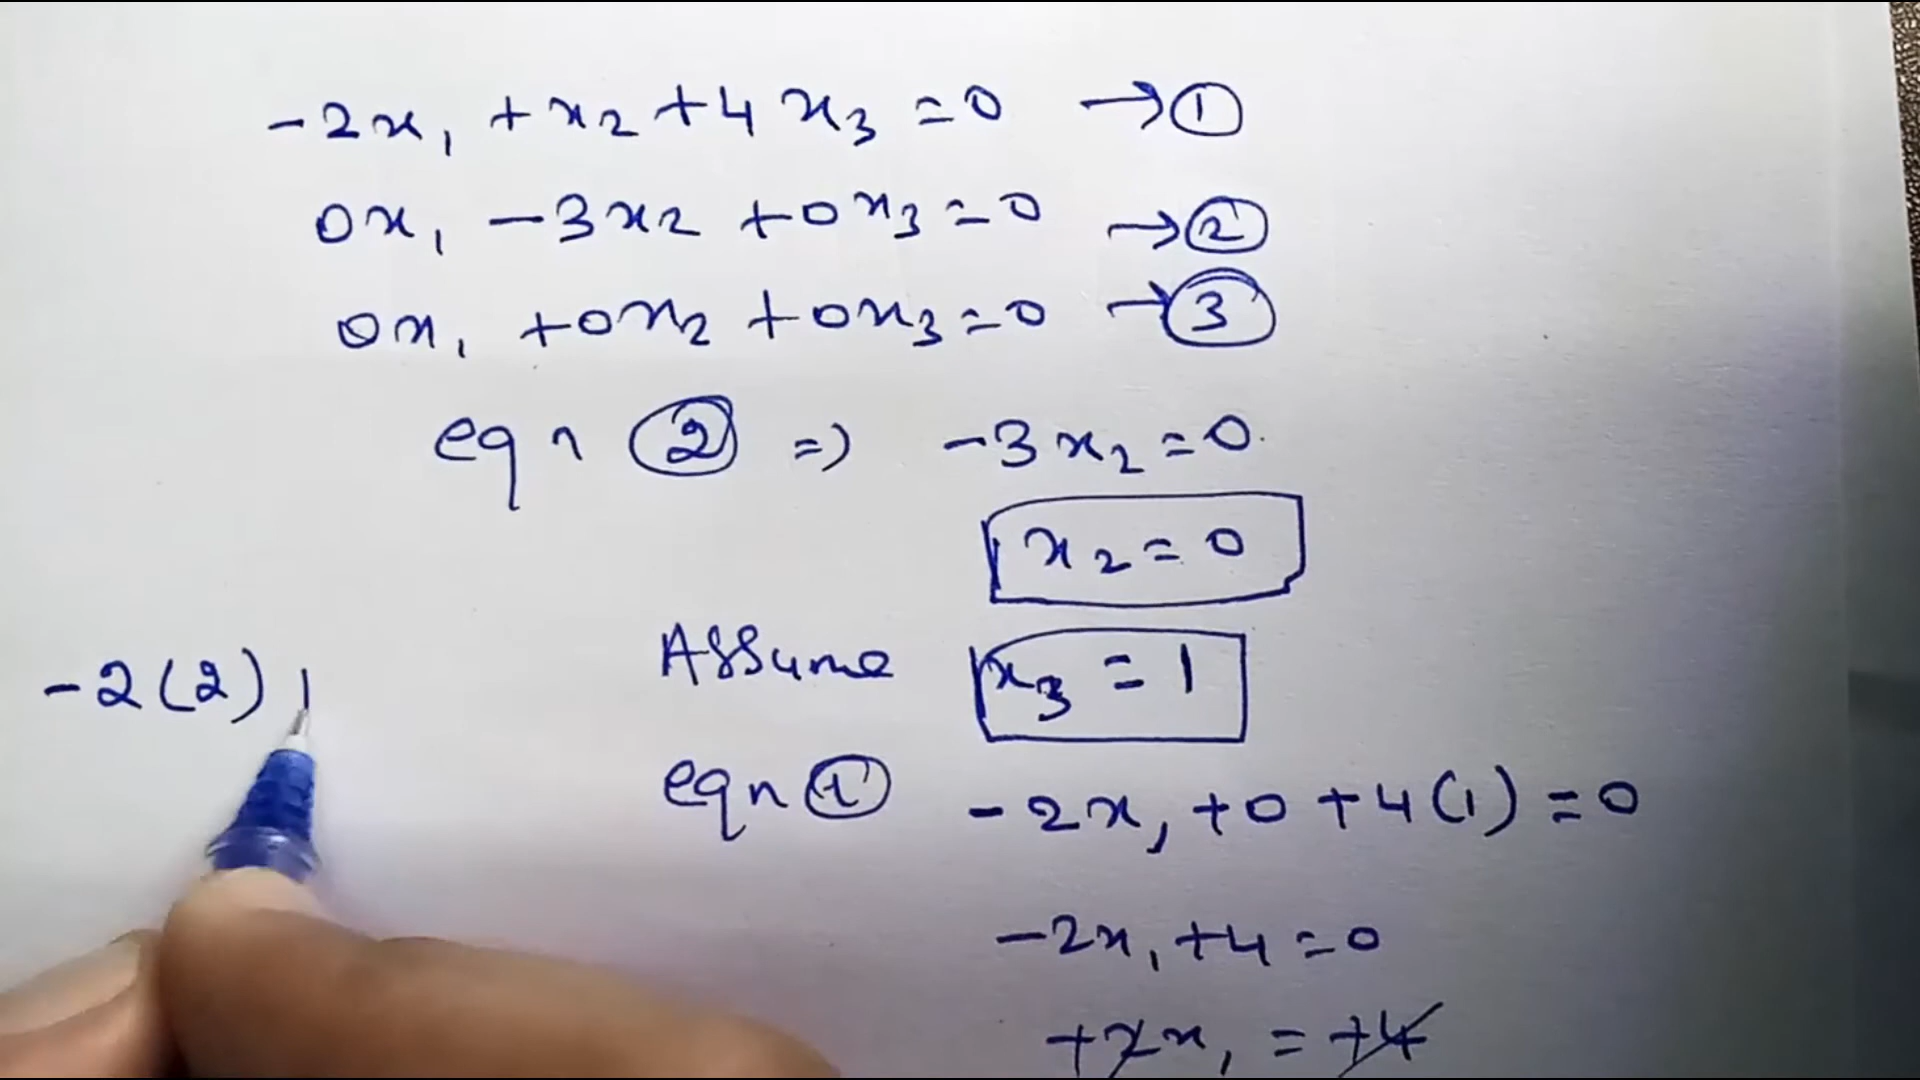 -2x₁ + x₂ + 4x₃ = 0 → ①
0x₁ - 3x₂ + 0x₃ = 0 → ②
0x₁ + 0x₂ + 0x₃ = 0 → ③
eqn ② => -3x₂ = 0
x₂ = 0
Assume x₃ = 1
-2(2)
eqn ① -2x₁ + 0 + 4(1) = 0
-2x₁ + 4 = 0
+2x₁ = +4